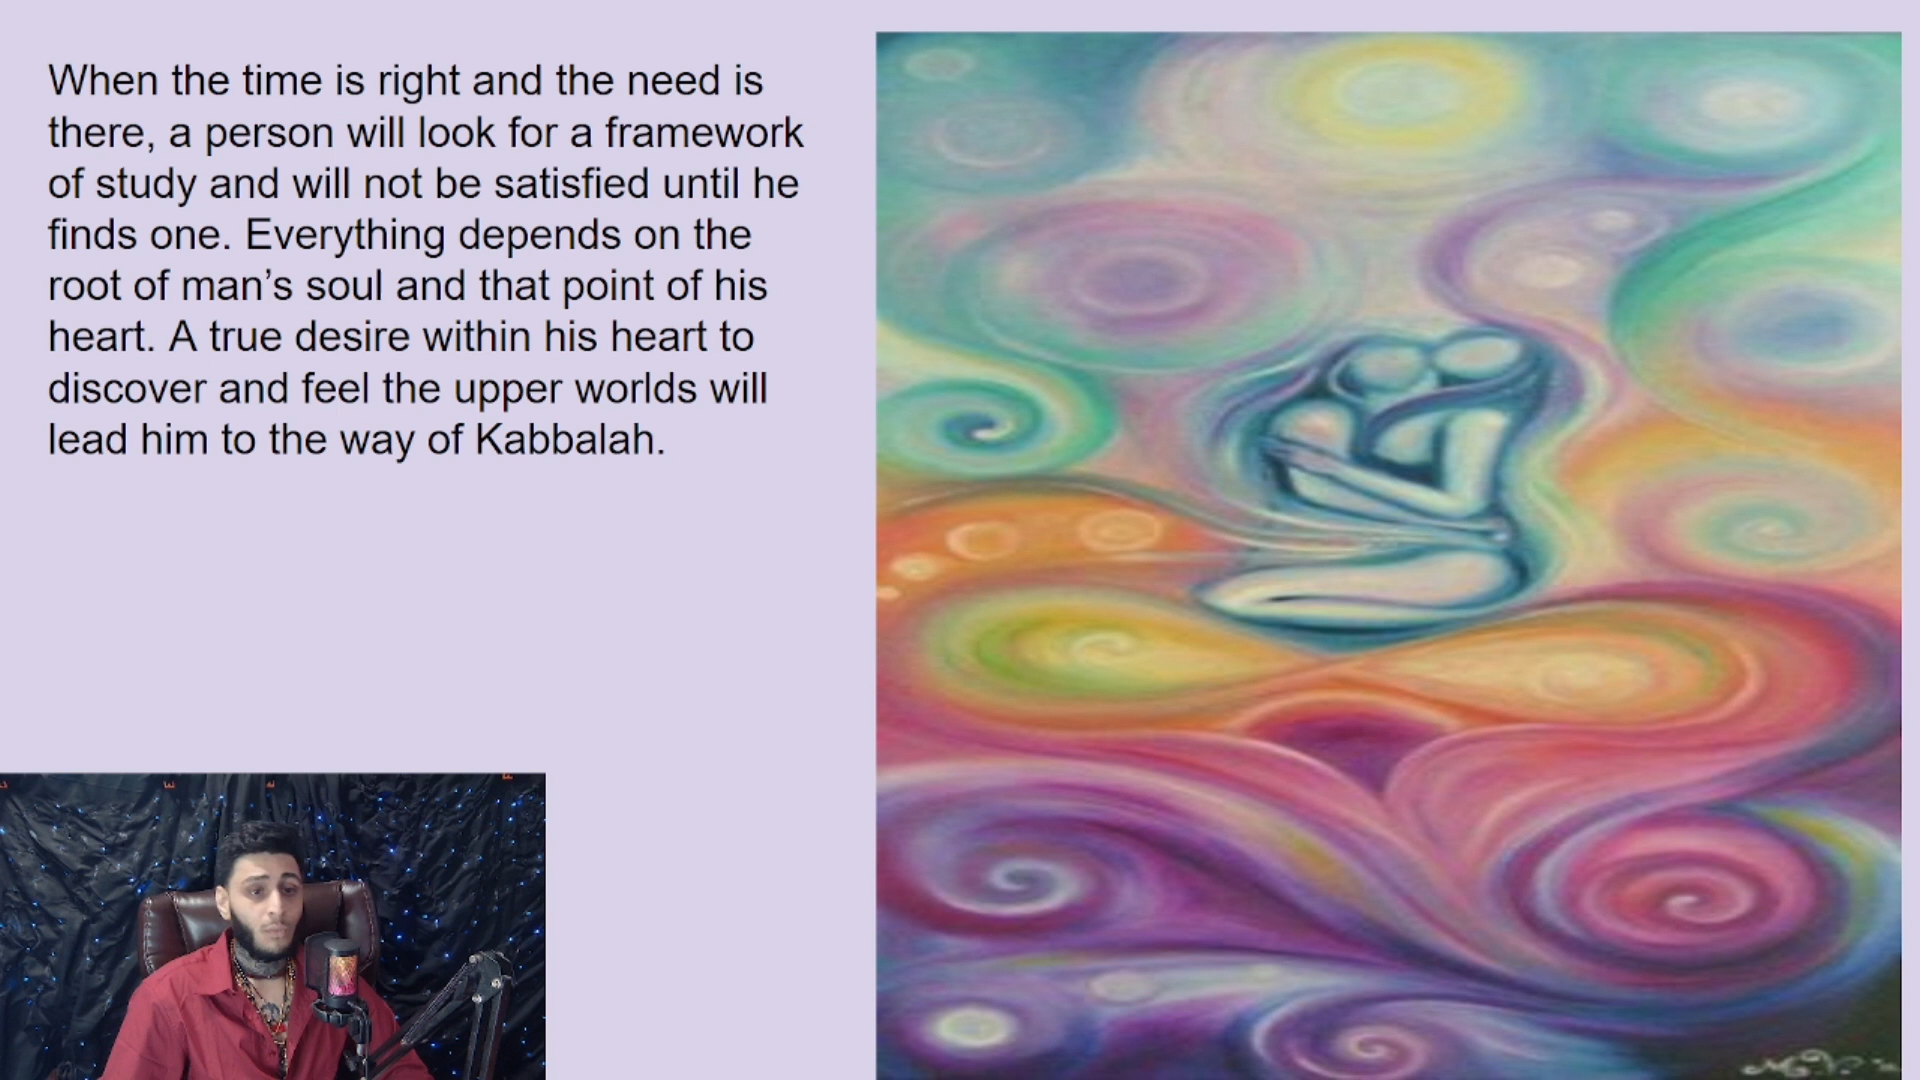 When the time is right and the need is
there, a person will look for a framework
of study and will not be satisfied until he
finds one. Everything depends on the
root of man’s soul and that point of his
heart. A true desire within his heart to
discover and feel the upper worlds will
lead him to the way of Kabbalah.